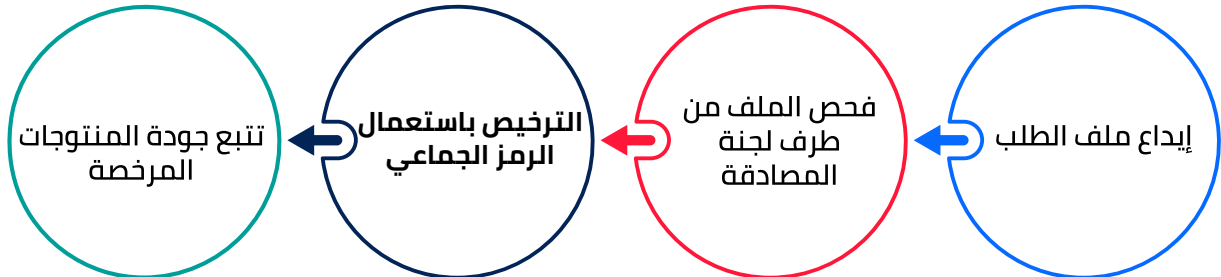 إيداع ملف الطلب
فحص الملف من
طرف لجنة
المصادقة
الترخيص باستعمال
الرمز الجماعي
تتبع جودة المنتوجات
المرخصة